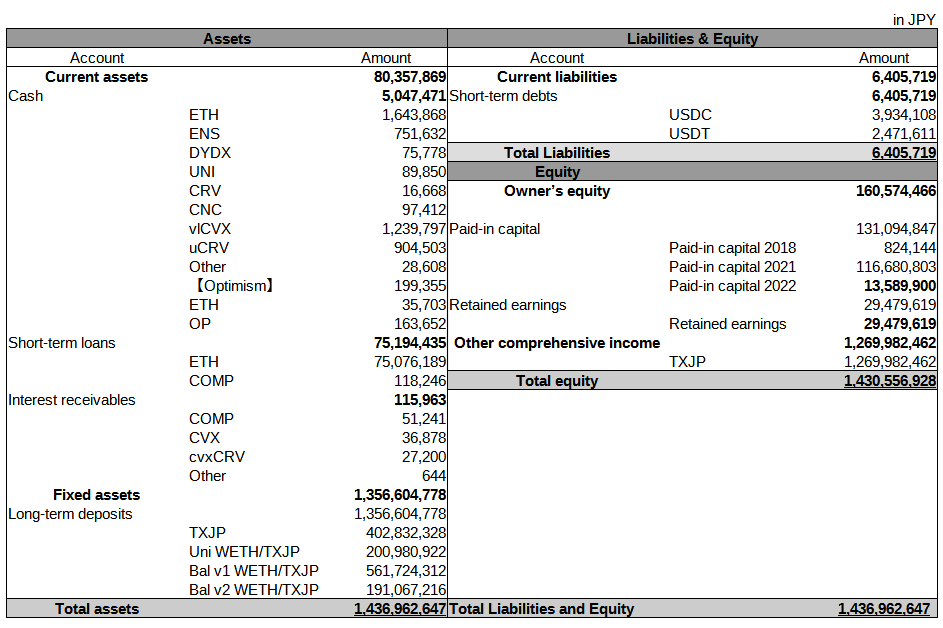 in JPY
Assets Liabilities & Equity
Account Amount Account Amount
Current assets 80,357,869 Current liabilities 6,405,719
Cash 5,047,471 Short-term debts 6,405,719
ETH 1,643,868 USDC 3,934,108
ENS 751,632 USDT 2,471,611
DYDX 75,778 Total Liabilities 6,405,719
UNI 89,850 Equity
CRV 16,668 Owner’s equity 160,574,466
CNC 97,412
vlCVX 1,239,797 Paid-in capital 131,094,847
uCRV 904,503 Paid-in capital 2018 824,144
Other 28,608 Paid-in capital 2021 116,680,803
【Optimism】 199,355 Paid-in capital 2022 13,589,900
ETH 35,703 Retained earnings 29,479,619
OP 163,652 Retained earnings 29,479,619
Short-term loans 75,194,435 Other comprehensive income 1,269,982,462
ETH 75,076,189 TXJP 1,269,982,462
COMP 118,246 Total equity 1,430,556,928
Interest receivables 115,963
COMP 51,241
CVX 36,878
cvxCRV 27,200
Other 644
Fixed assets 1,356,604,778
Long-term deposits 1,356,604,778
TXJP 402,832,328
Uni WETH/TXJP 200,980,922
Bal v1 WETH/TXJP 561,724,312
Bal v2 WETH/TXJP 191,067,216
Total assets 1,436,962,647 Total Liabilities and Equity 1,436,962,647